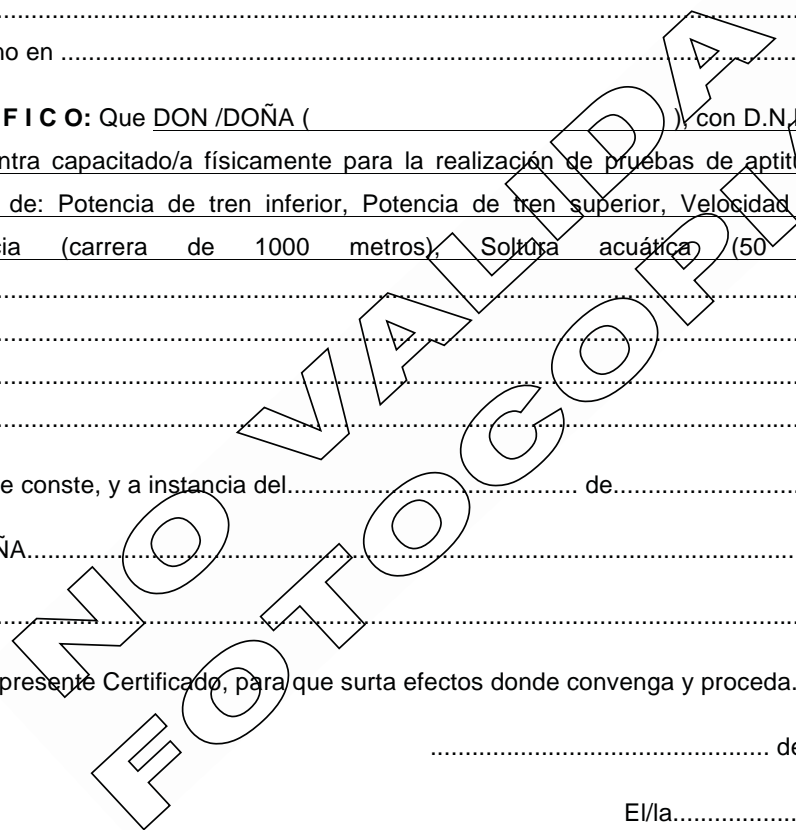 ................................................................................................................
no en ...........................................................................................................
F I C O: Que DON /DOÑA (                                                    ), con D.N.
ntra capacitado/a físicamente para la realización de pruebas de aptit
de: Potencia de tren inferior, Potencia de tren superior, Velocidad
cia (carrera de 1000 metros), Soltura acuática (50
................................................................................................................
................................................................................................................
................................................................................................................
................................................................................................................
e conste, y a instancia del.......................................... de...........................
ÑA...............................................................................................................
................................................................................................................
presente Certificado, para que surta efectos donde convenga y proceda.
................................................. de
El/la..................
NO VALIDA
FOTOCOPI